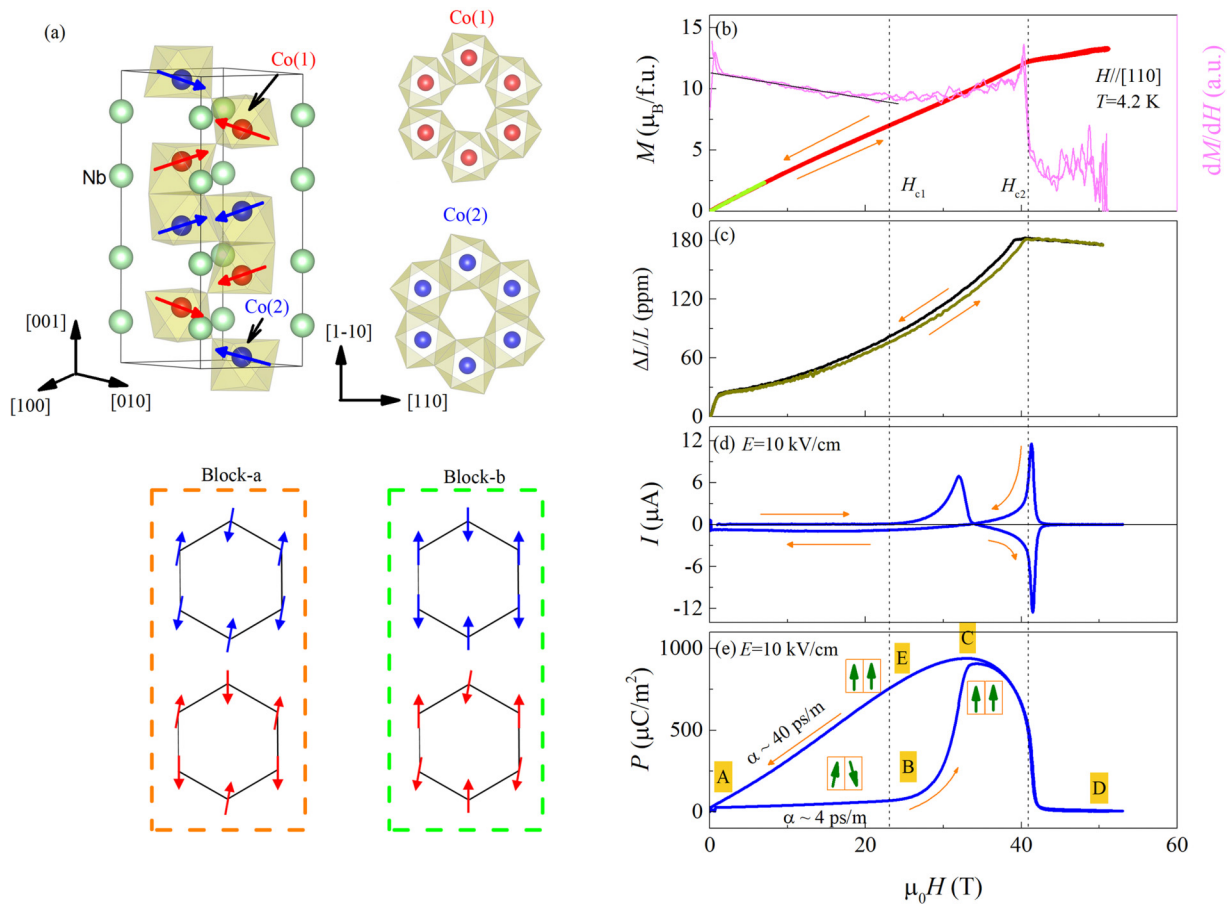 (a)
Co(1)
Nb
Co(2)
[001]
[100]
[010]
Co(1)
Co(2)
[1-10]
[110]
Block-a
Block-b
(b)
H//[110]
T=4.2 K
H_c1
H_c2
M (μ_B/f.u.)
15
10
5
0
dM/dH (a.u.)
(c)
ΔL/L (ppm)
180
120
60
0
(d) E=10 kV/cm
I (μA)
12
6
0
-6
-12
(e) E=10 kV/cm
P (μC/m²)
1000
500
0
A
B
C
D
E
α ~ 40 ps/m
α ~ 4 ps/m
0
20
40
60
μ₀H (T)